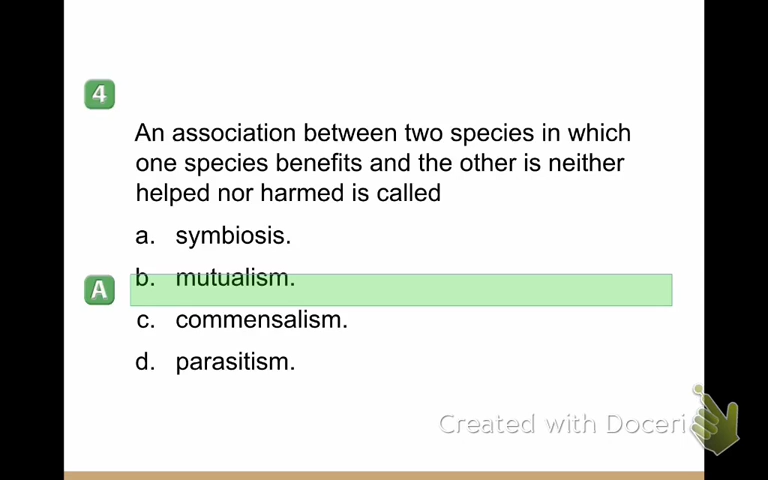 4
An association between two species in which
one species benefits and the other is neither
helped nor harmed is called
a. symbiosis.
b. mutualism.
A
c. commensalism.
d. parasitism.
Created with Doceri